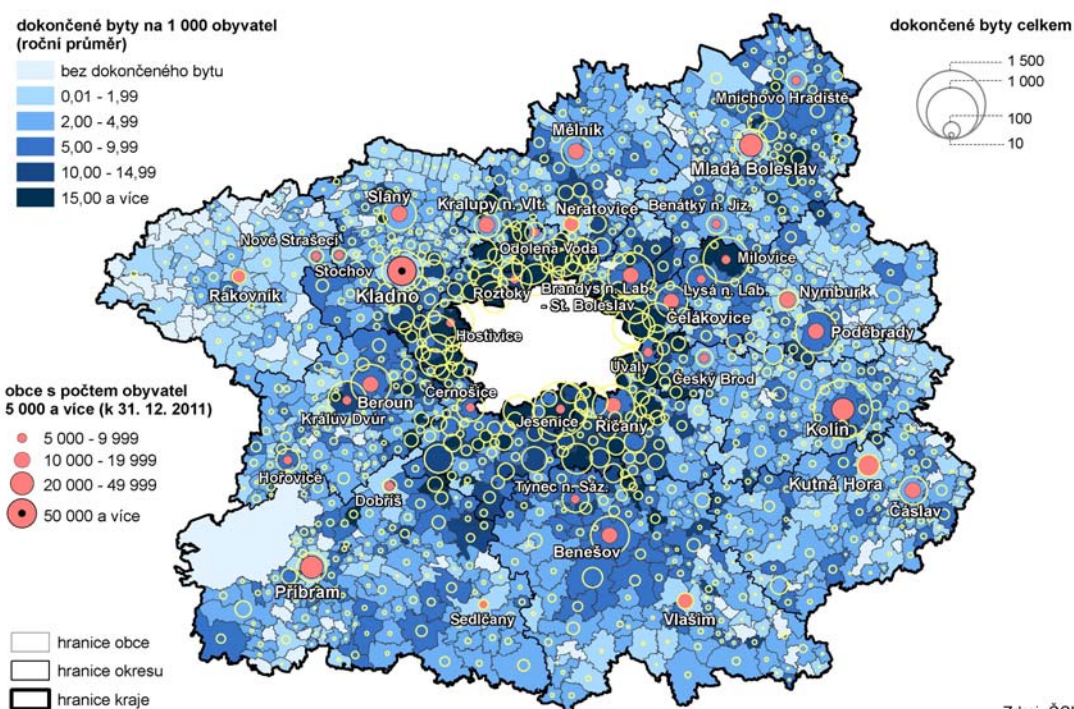 dokončené byty na 1 000 obyvatel
(roční průměr)
bez dokončeného bytu
0,01 - 1,99
2,00 - 4,99
5,00 - 9,99
10,00 - 14,99
15,00 a více
dokončené byty celkem
1 500
1 000
100
10
Mnichovo Hradiště
Mělník
Mladá Boleslav
Slaný
Kralupy n. Vlt.
Neratovice
Benátky n. Jiz.
Nové Strašecí
Odolena Voda
Stochov
Milovice
Rakovník
Kladno
Roztoky
Brandýs n. Lab.
- St. Boleslav
Lysá n. Lab.
Nymburk
Čelákovice
Hostivice
Poděbrady
Úvaly
Český Brod
obce s počtem obyvatel
5 000 a více (k 31. 12. 2011)
5 000 - 9 999
10 000 - 19 999
20 000 - 49 999
50 000 a více
Černošice
Beroun
Králův Dvůr
Jesenice
Říčany
Kolín
Hořovice
Kutná Hora
Dobříš
Týnec n. Sáz.
Čáslav
Benešov
Příbram
Sedlčany
Vlašim
hranice obce
hranice okresu
hranice kraje